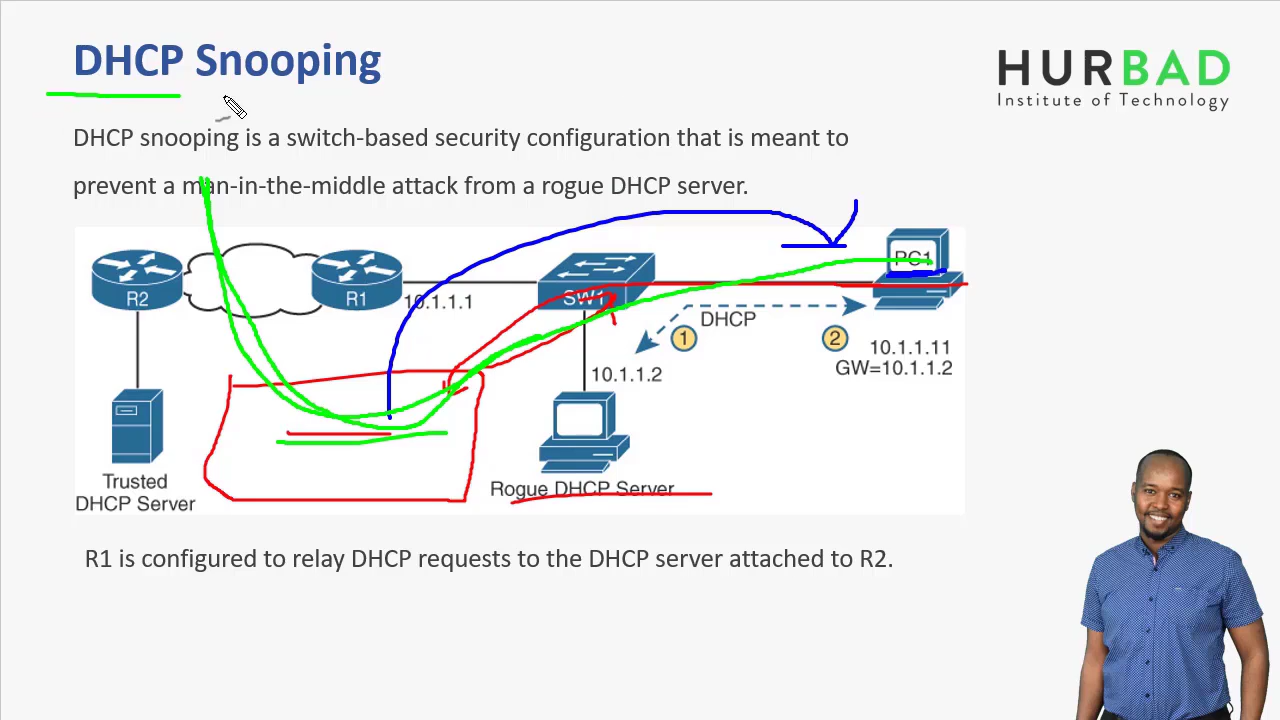 DHCP Snooping
HURBAD
Institute of Technology
DHCP snooping is a switch-based security configuration that is meant to
prevent a man-in-the-middle attack from a rogue DHCP server.
PC1
R2
R1
10.1.1.1
SW1
DHCP
1
2
10.1.1.11
GW=10.1.1.2
10.1.1.2
Trusted
DHCP Server
Rogue DHCP Server
R1 is configured to relay DHCP requests to the DHCP server attached to R2.